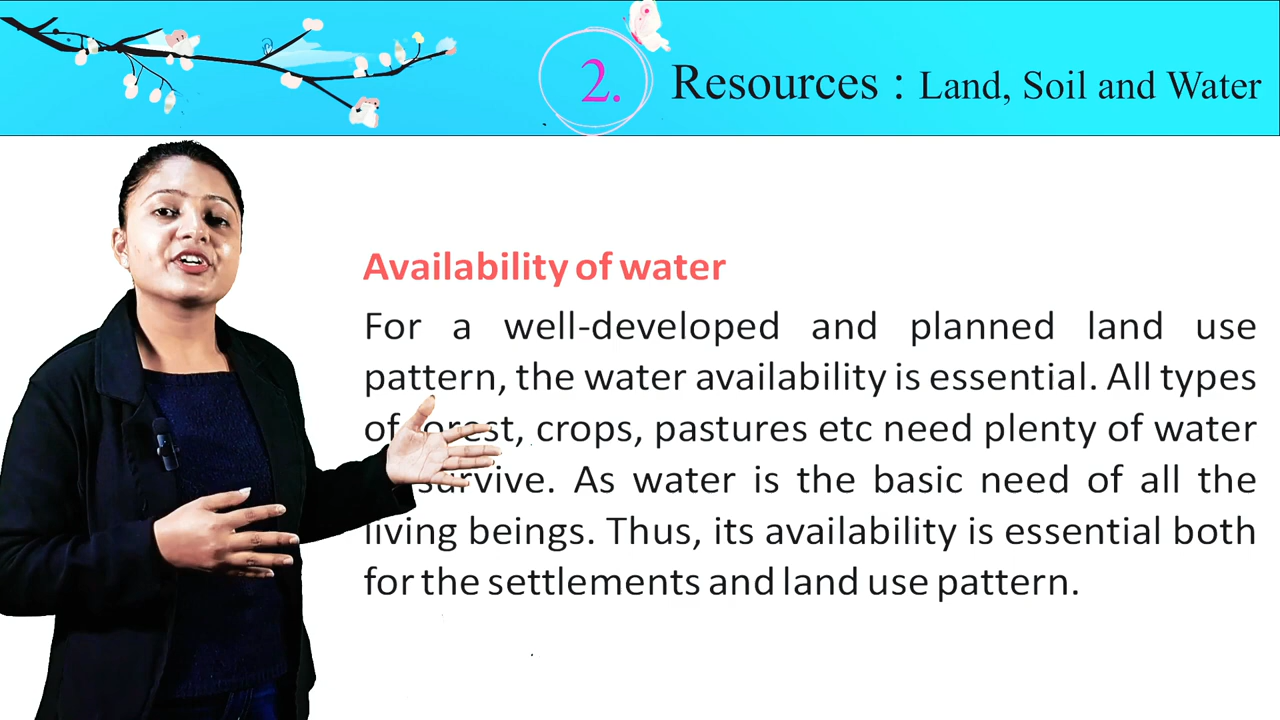 2. Resources : Land, Soil and Water
Availability of water
For a well-developed and planned land use
pattern, the water availability is essential. All types
of forest, crops, pastures etc need plenty of water
survive. As water is the basic need of all the
living beings. Thus, its availability is essential both
for the settlements and land use pattern.